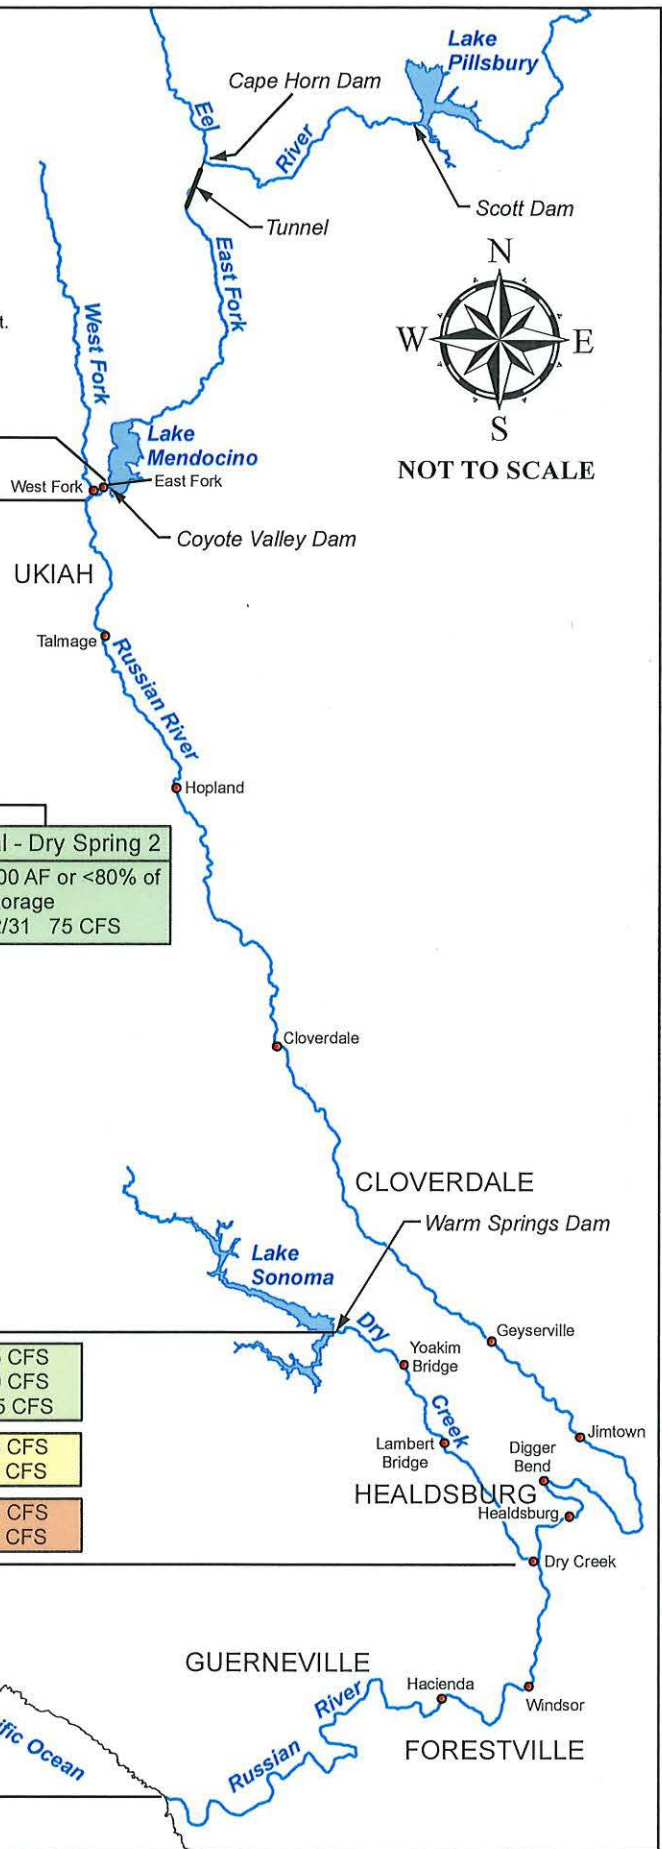 Lake
Pillsbury
Cape Horn Dam
Eel
River
Scott Dam
Tunnel
N
East Fork
W
E
S
NOT TO SCALE
t.
West Fork
Lake
Mendocino
West Fork
East Fork
Coyote Valley Dam
UKIAH
Talmage
Russian River
Hopland
l - Dry Spring 2
00 AF or <80% of
orage
2/31 75 CFS
Cloverdale
CLOVERDALE
Warm Springs Dam
Lake
Sonoma
Dry
Geyserville
Yoakim
Bridge
CFS
CFS
5 CFS
Creek
Jimtown
Lambert
Bridge
Digger
Bend
CFS
CFS
HEALDSBURG
Healdsburg
CFS
CFS
Dry Creek
GUERNEVILLE
Hacienda
River
Windsor
ific Ocean
Russian
FORESTVILLE